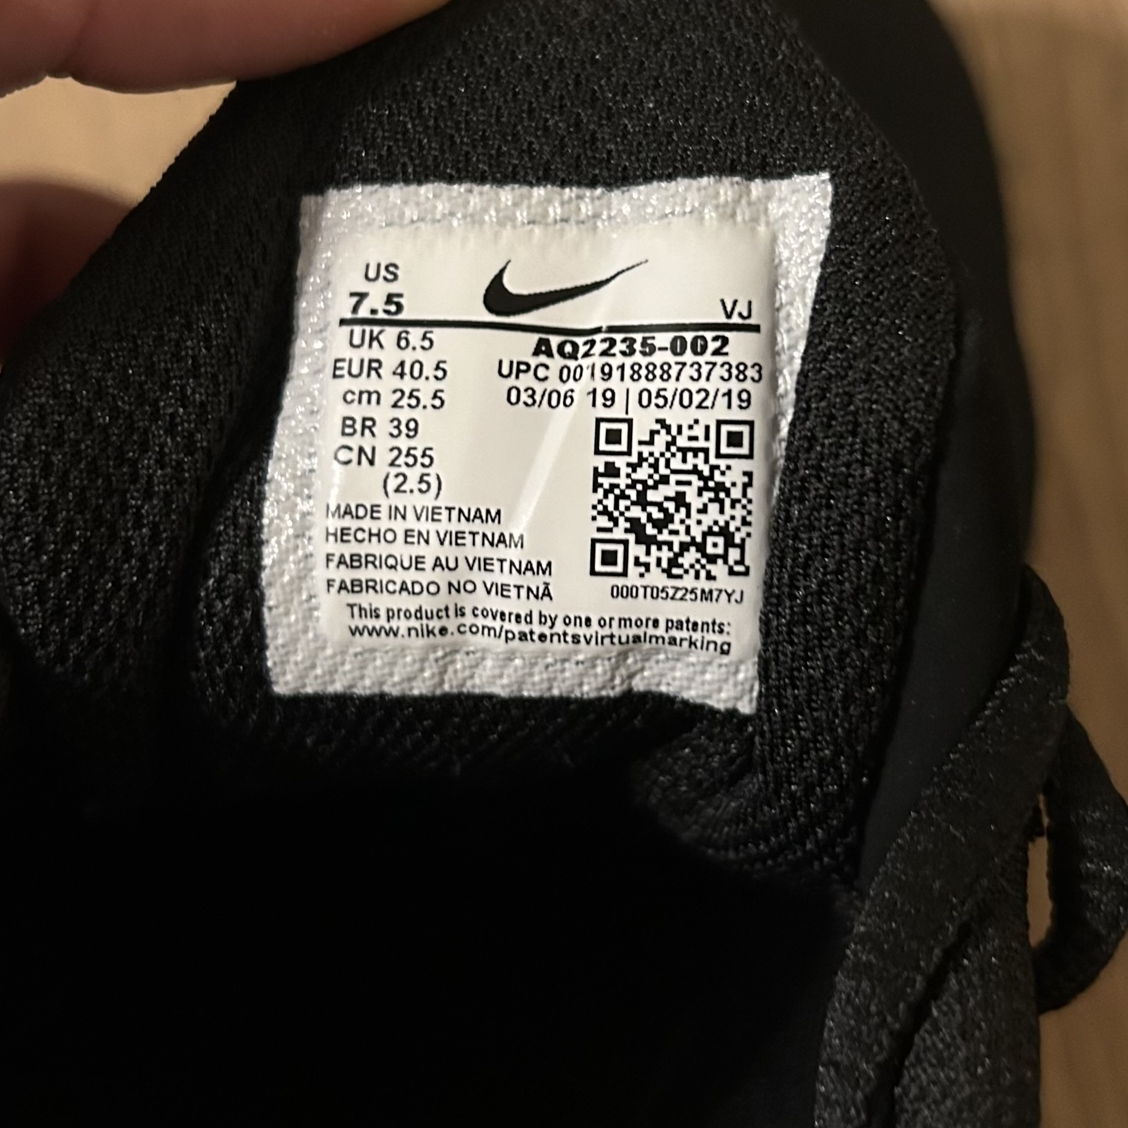 US
7.5
VJ
UK 6.5
AQ2235-002
EUR 40.5
UPC 00191888737383
cm 25.5
03/06 19 | 05/02/19
BR 39
CN 255
(2.5)
MADE IN VIETNAM
HECHO EN VIETNAM
FABRIQUE AU VIETNAM
FABRICADO NO VIETNÃ
000T05Z25M7YJ
This product is covered by one or more patents:
www.nike.com/patentsvirtualmarking